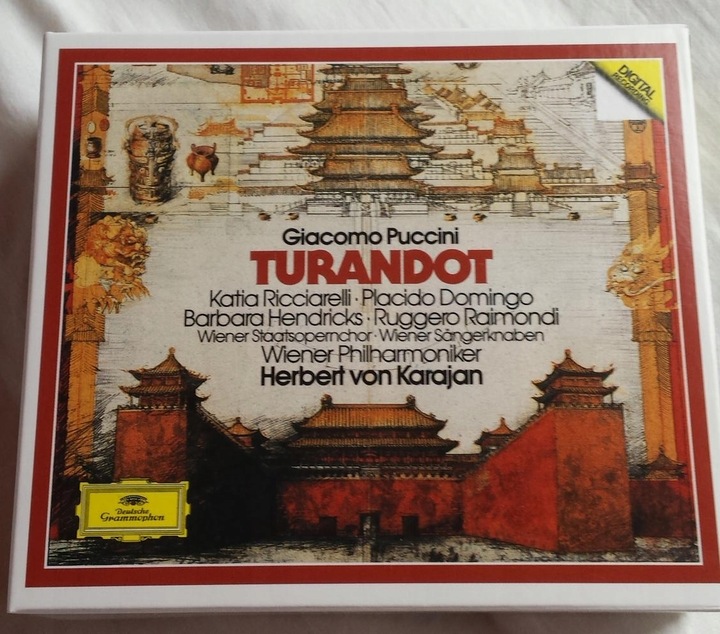 DIGITAL
RECORDING
Giacomo Puccini
TURANDOT
Katia Ricciarelli · Placido Domingo
Barbara Hendricks · Ruggero Raimondi
Wiener Staatsopernchor · Wiener Sängerknaben
Wiener Philharmoniker
Herbert von Karajan
Deutsche
Grammophon